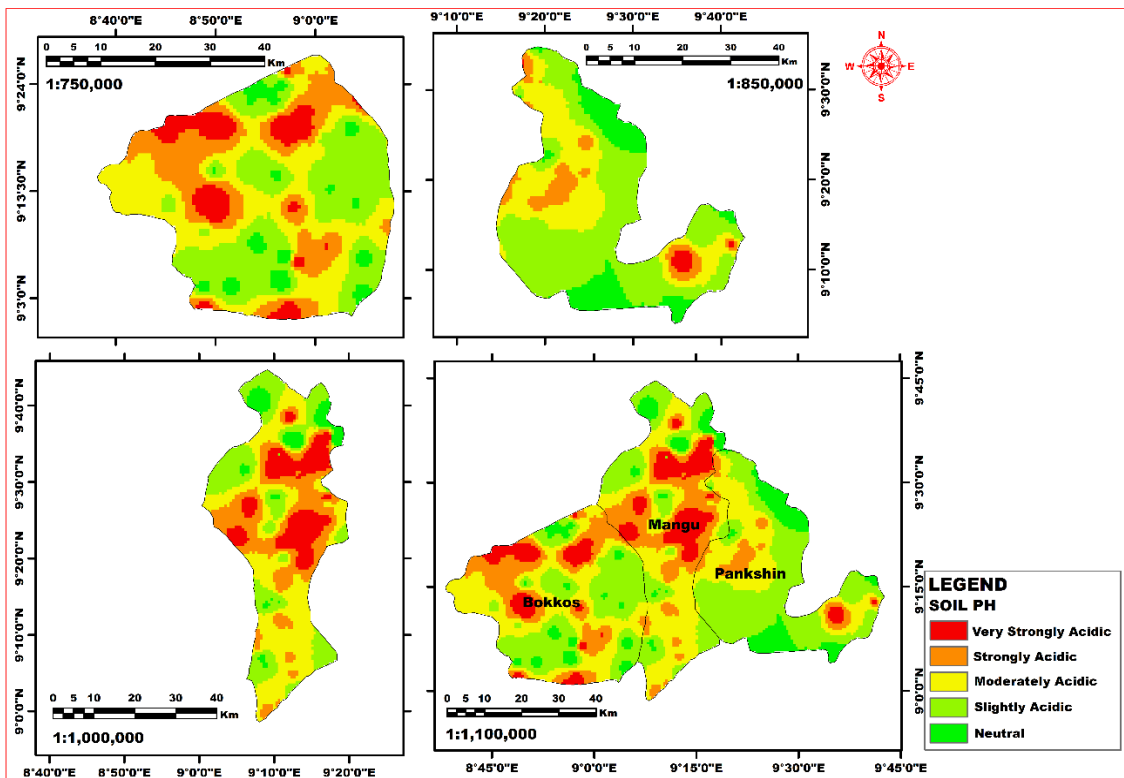 8°40'0"E 8°50'0"E 9°0'0"E
0 5 10 20 30 40
Km
1:750,000
9°24'0"N
9°13'30"N
9°3'0"N
9°10'0"E 9°20'0"E 9°30'0"E 9°40'0"E
0 5 10 20 30 40
Km
1:850,000
9°30'0"N
9°20'0"N
9°10'0"N
N
W E
S
9°40'0"N
9°30'0"N
9°20'0"N
9°10'0"N
9°0'0"N
0 5 10 20 30 40
Km
1:1,000,000
8°40'0"E 8°50'0"E 9°0'0"E 9°10'0"E 9°20'0"E
9°45'0"N
9°30'0"N
9°15'0"N
9°0'0"N
Mangu
Pankshin
Bokkos
0 5 10 20 30 40
Km
1:1,100,000
8°45'0"E 9°0'0"E 9°15'0"E 9°30'0"E 9°45'0"E
LEGEND
SOIL PH
Very Strongly Acidic
Strongly Acidic
Moderately Acidic
Slightly Acidic
Neutral